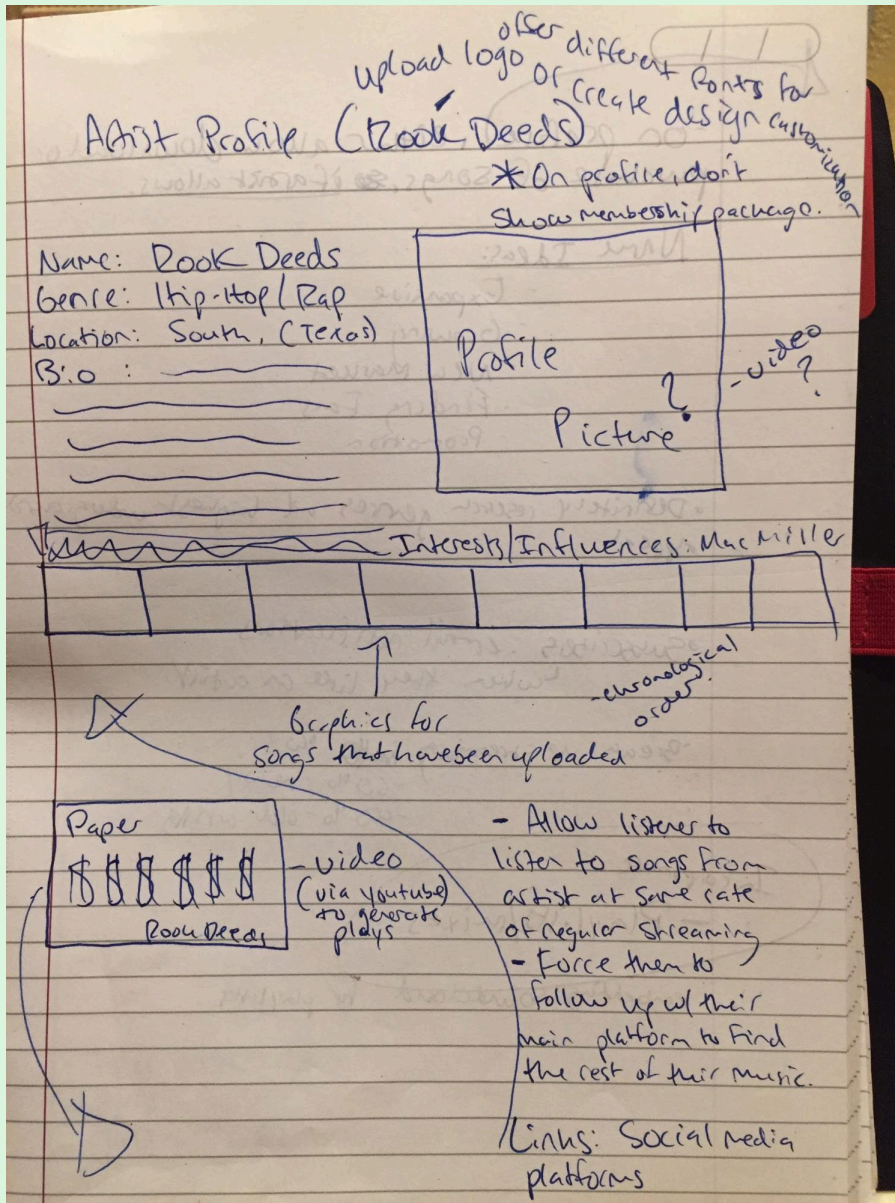 upload logo
or create design
offer different fonts for
customization
Artist Profile (Rook Deeds)
* On profile, don't
show membership package.
Name: Rook Deeds
Genre: Hip-Hop/Rap
Location: South, (Texas)
Bio :
Profile
Picture?
- video
?
Interests/Influences: Mac Miller
- chronological
order.
Graphics for
songs that have been uploaded
Paper
$ $ $ $ $ $
Rook Deeds
- video
(via youtube)
to generate
plays
- Allow listener to
listen to songs from
artist at same rate
of regular streaming
- Force them to
follow up w/ their
main platform to find
the rest of their music.
Links: Social media
platforms